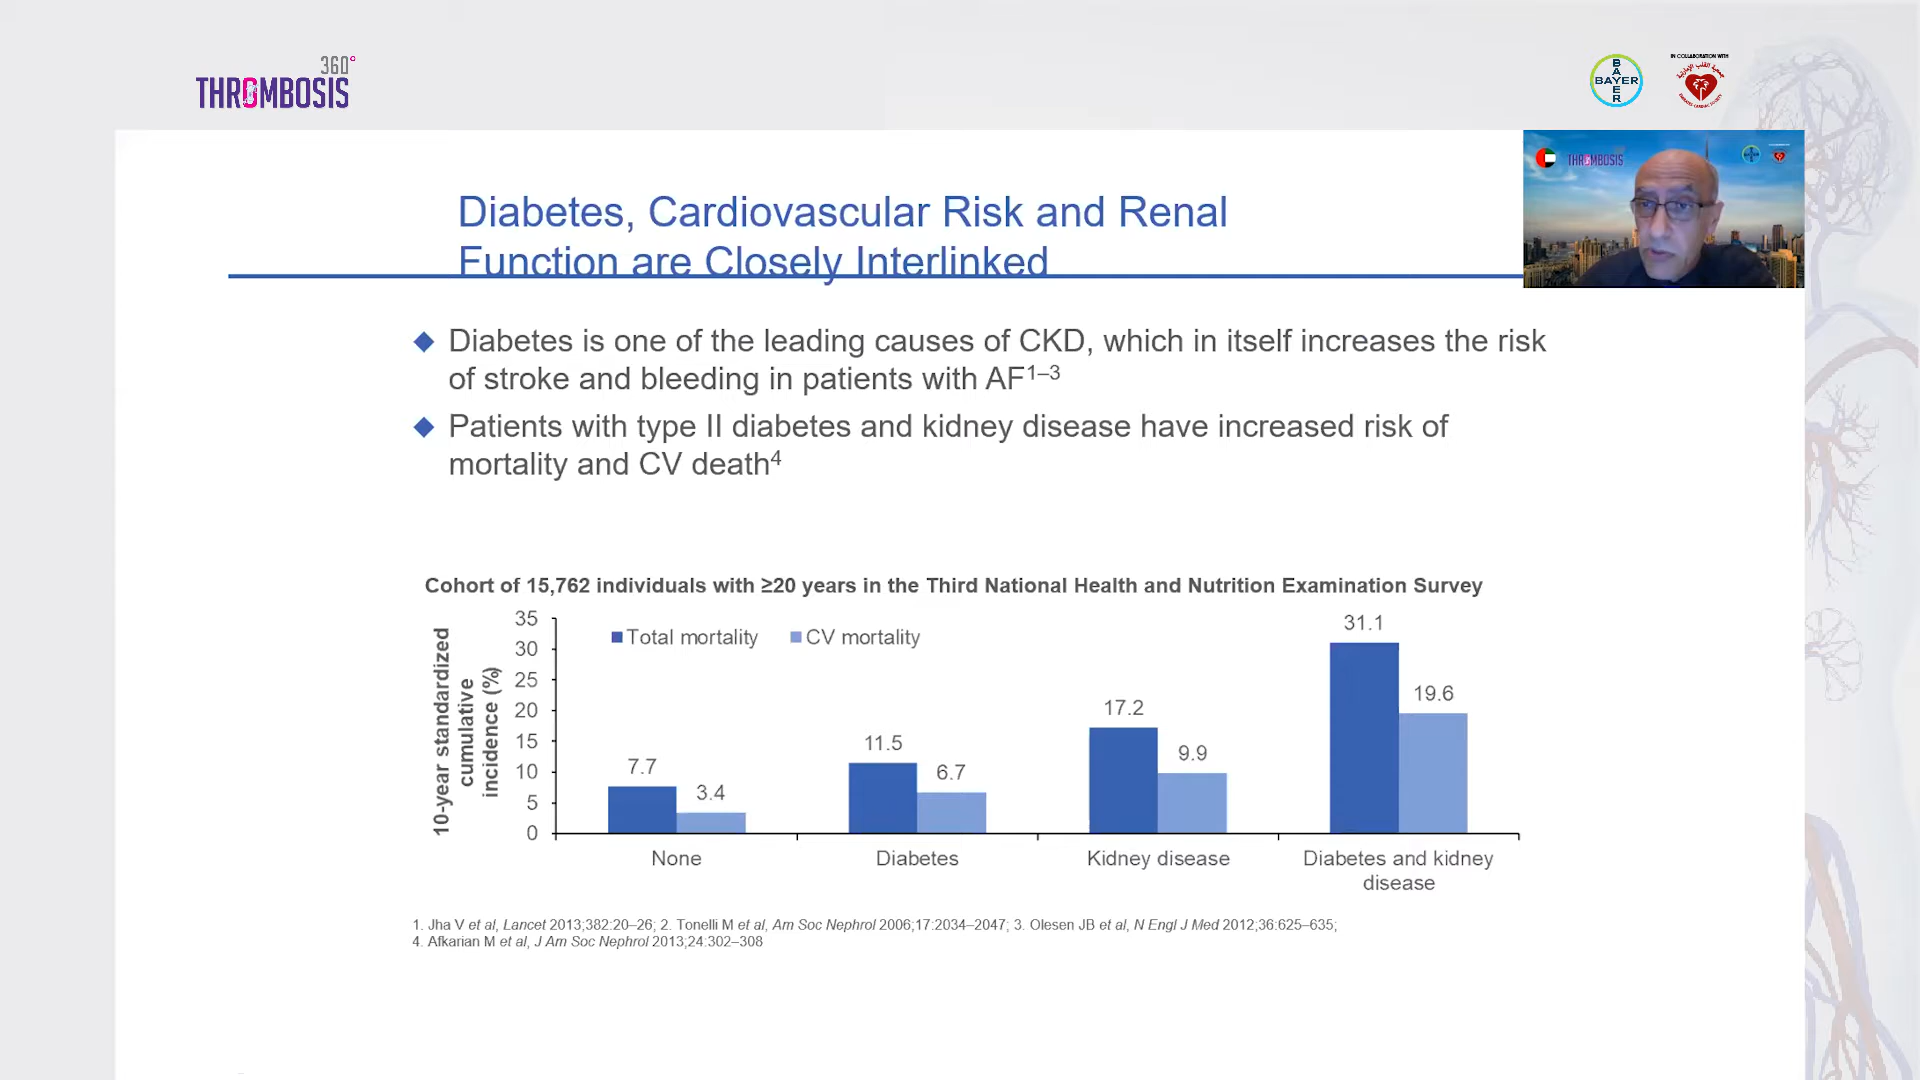 360°
THROMBOSIS
BAYER
BAYER
IN COLLABORATION WITH
THROMBOSIS
Diabetes, Cardiovascular Risk and Renal
Function are Closely Interlinked
Diabetes is one of the leading causes of CKD, which in itself increases the risk
of stroke and bleeding in patients with AF1–3
Patients with type II diabetes and kidney disease have increased risk of
mortality and CV death4
Cohort of 15,762 individuals with ≥20 years in the Third National Health and Nutrition Examination Survey
10-year standardized
cumulative
incidence (%)
35
30
25
20
15
10
5
0
Total mortality
CV mortality
7.7
3.4
11.5
6.7
17.2
9.9
31.1
19.6
None
Diabetes
Kidney disease
Diabetes and kidney
disease
1. Jha V et al, Lancet 2013;382:20–26; 2. Tonelli M et al, Am Soc Nephrol 2006;17:2034–2047; 3. Olesen JB et al, N Engl J Med 2012;36:625–635;
4. Afkarian M et al, J Am Soc Nephrol 2013;24:302–308